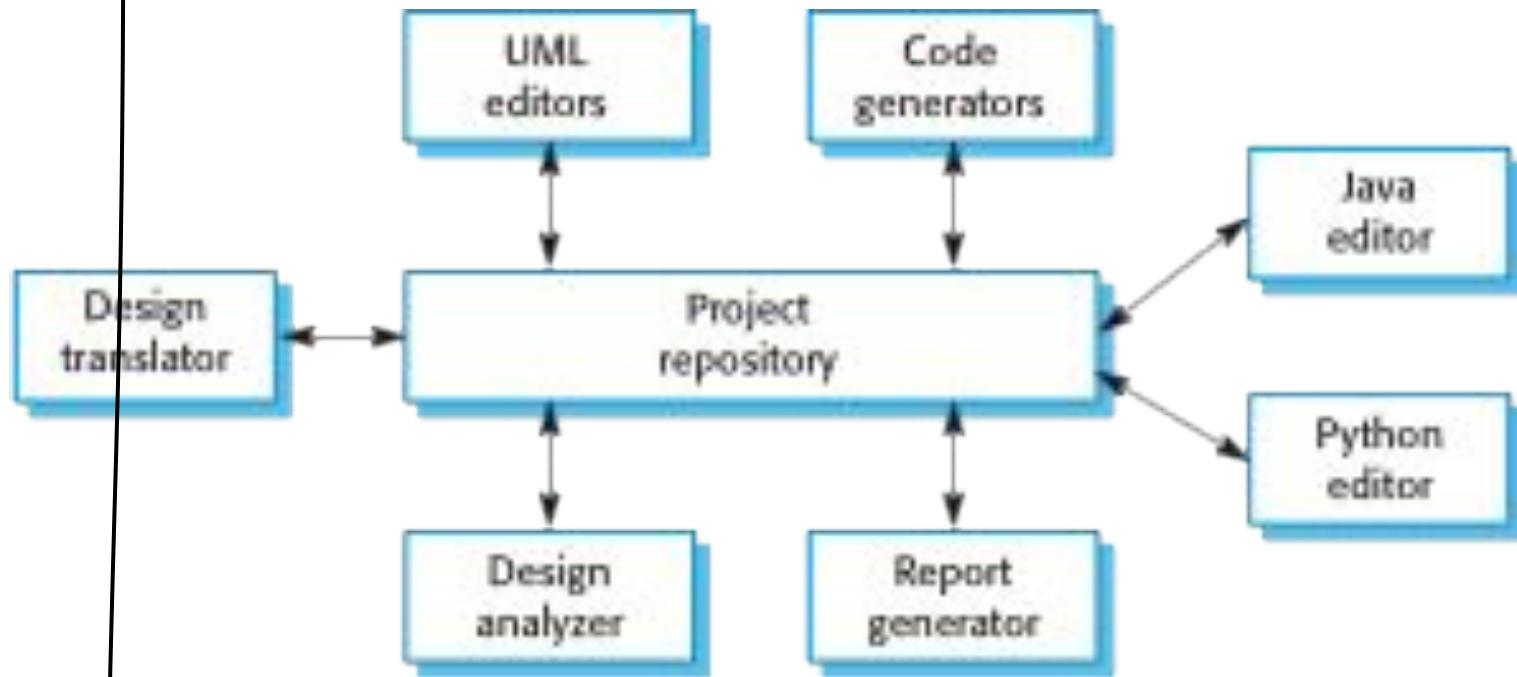 UML
editors
Code
generators
Java
editor
Design
translator
Project
repository
Python
editor
Design
analyzer
Report
generator